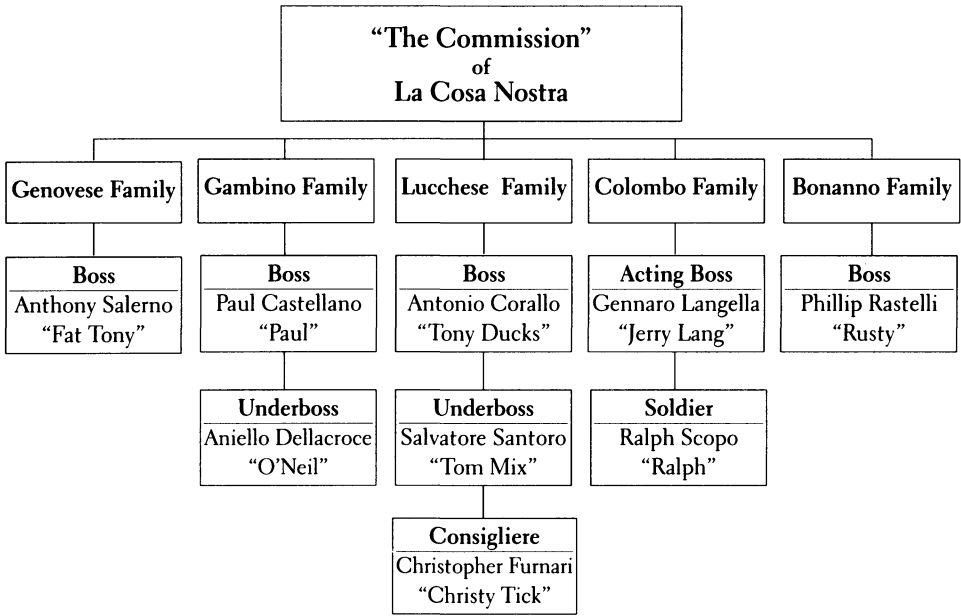 “The Commission”
of
La Cosa Nostra
Genovese Family
Gambino Family
Lucchese Family
Colombo Family
Bonanno Family
Boss
Anthony Salerno
“Fat Tony”
Boss
Paul Castellano
“Paul”
Boss
Antonio Corallo
“Tony Ducks”
Acting Boss
Gennaro Langella
“Jerry Lang”
Boss
Phillip Rastelli
“Rusty”
Underboss
Aniello Dellacroce
“O’Neil”
Underboss
Salvatore Santoro
“Tom Mix”
Soldier
Ralph Scopo
“Ralph”
Consigliere
Christopher Furnari
“Christy Tick”